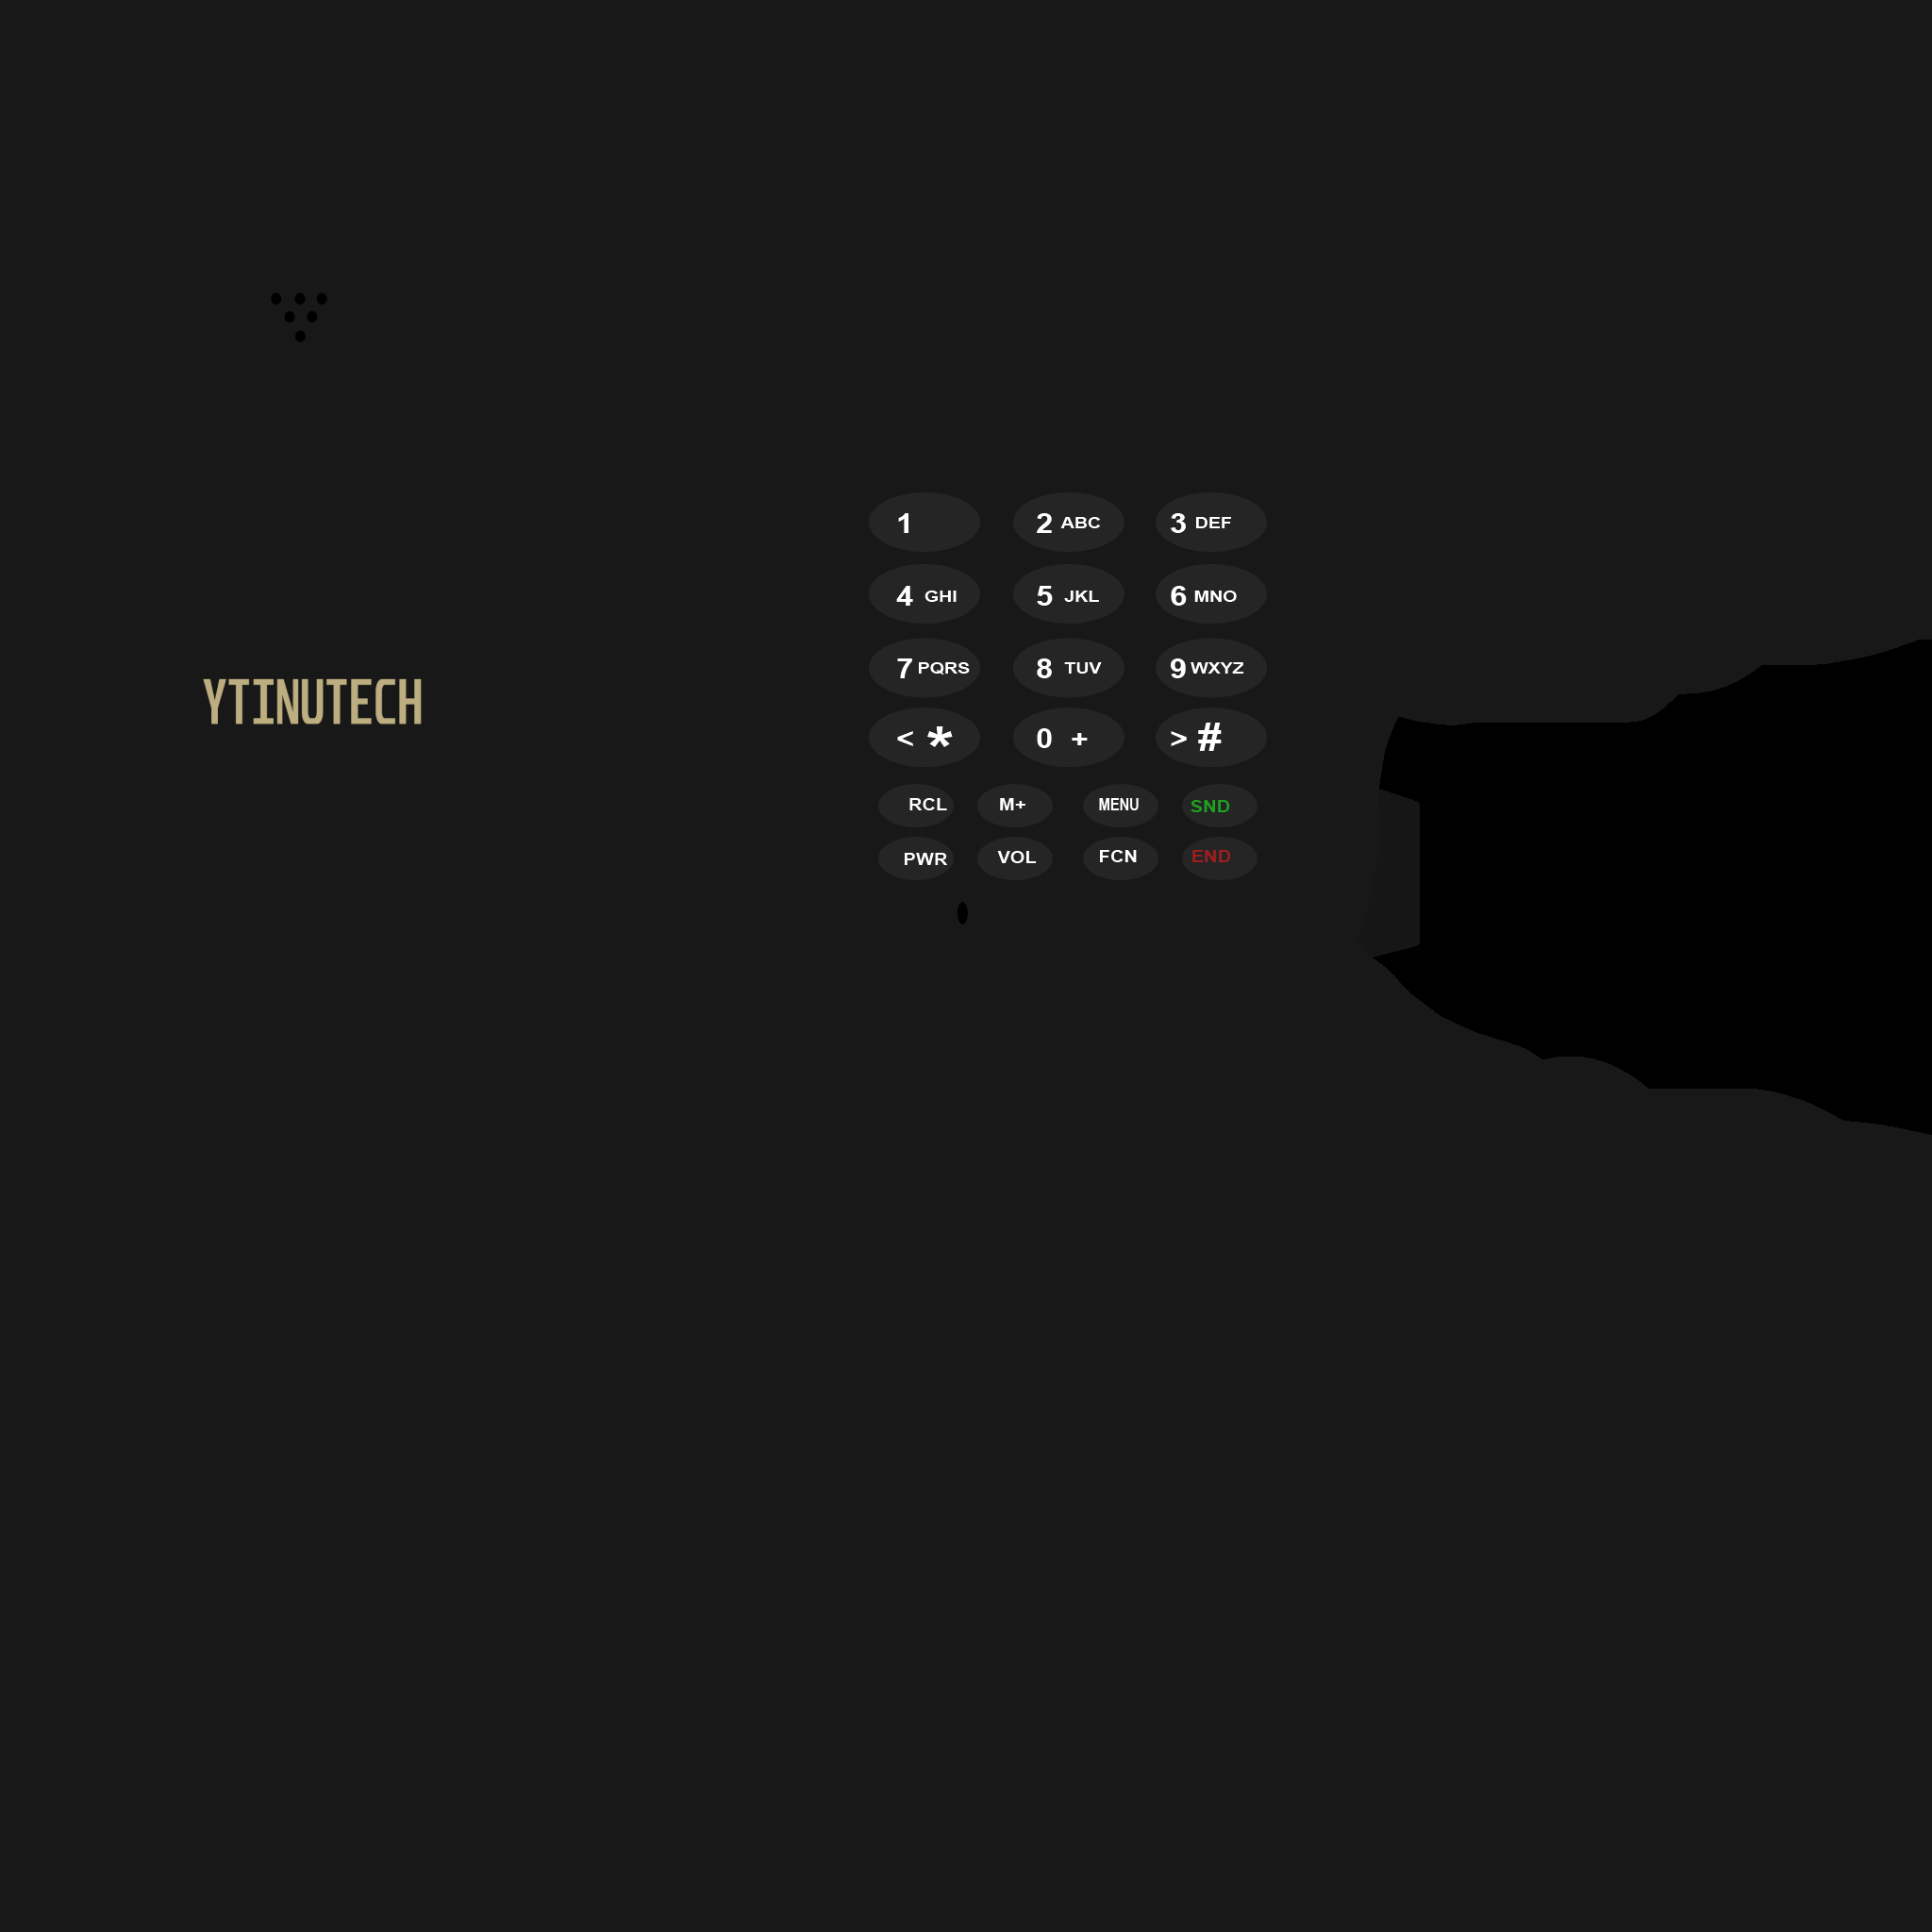 1 2 ABC 3 DEF
4 GHI 5 JKL 6 MNO
YTINUTECH
7 PQRS 8 TUV 9 WXYZ
< * 0 + > #
RCL M+ MENU SND
PWR VOL FCN END